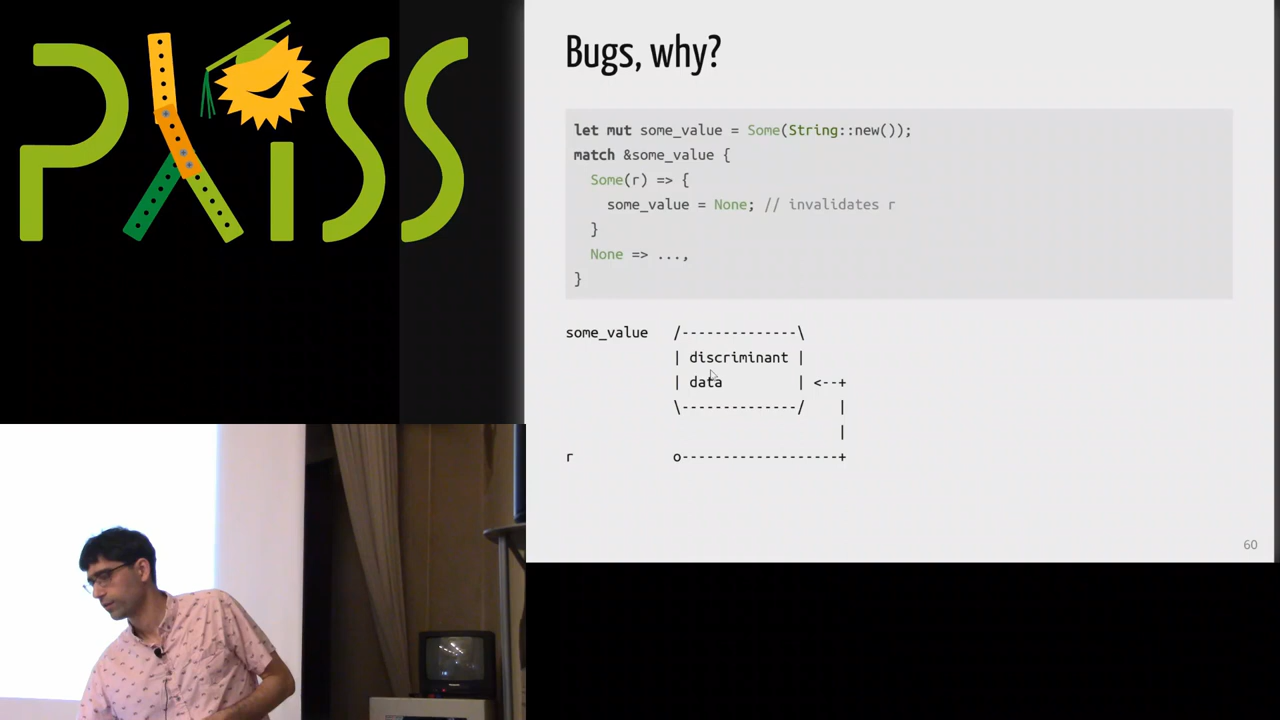 PLISS
Bugs, why?
let mut some_value = Some(String::new());
match &some_value {
  Some(r) => {
    some_value = None; // invalidates r
  }
  None => ...,
}
some_value   /--------------\
             | discriminant |
             | data         | <--+
             \--------------/    |
                                 |
r            o-------------------+
60